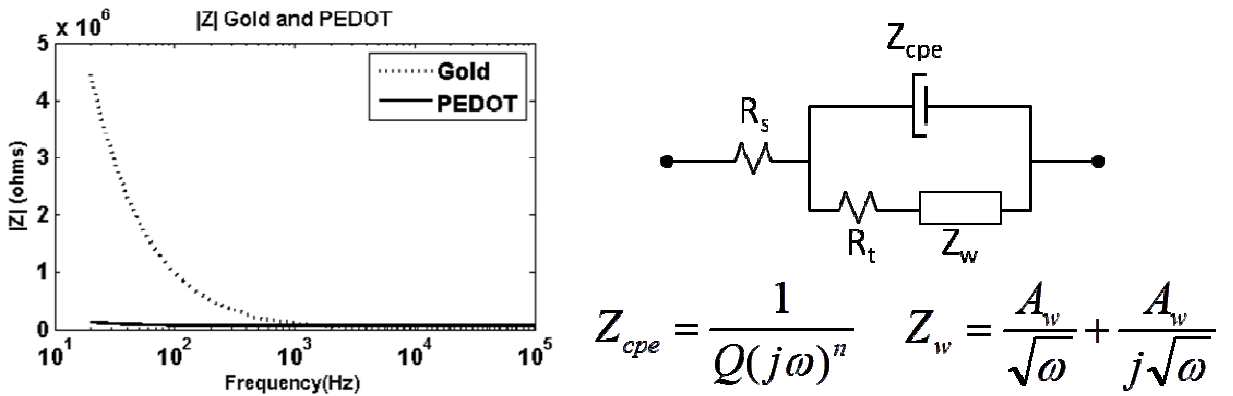 |Z| Gold and PEDOT
x 10^6
5
4
3
2
1
0
|Z| (ohms)
10^1 10^2 10^3 10^4 10^5
Frequency(Hz)
Gold
PEDOT
Z_cpe
R_s
R_t
Z_w
Z_cpe = 1 / Q(jω)^n
Z_w = A_w / √ω + A_w / j√ω